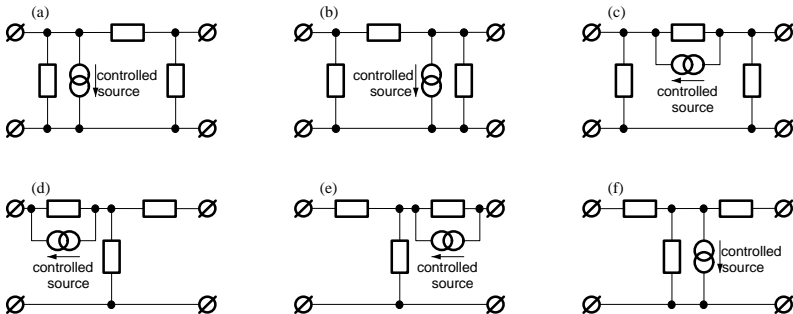 (a)
controlled
source
(b)
controlled
source
(c)
controlled
source
(d)
controlled
source
(e)
controlled
source
(f)
controlled
source